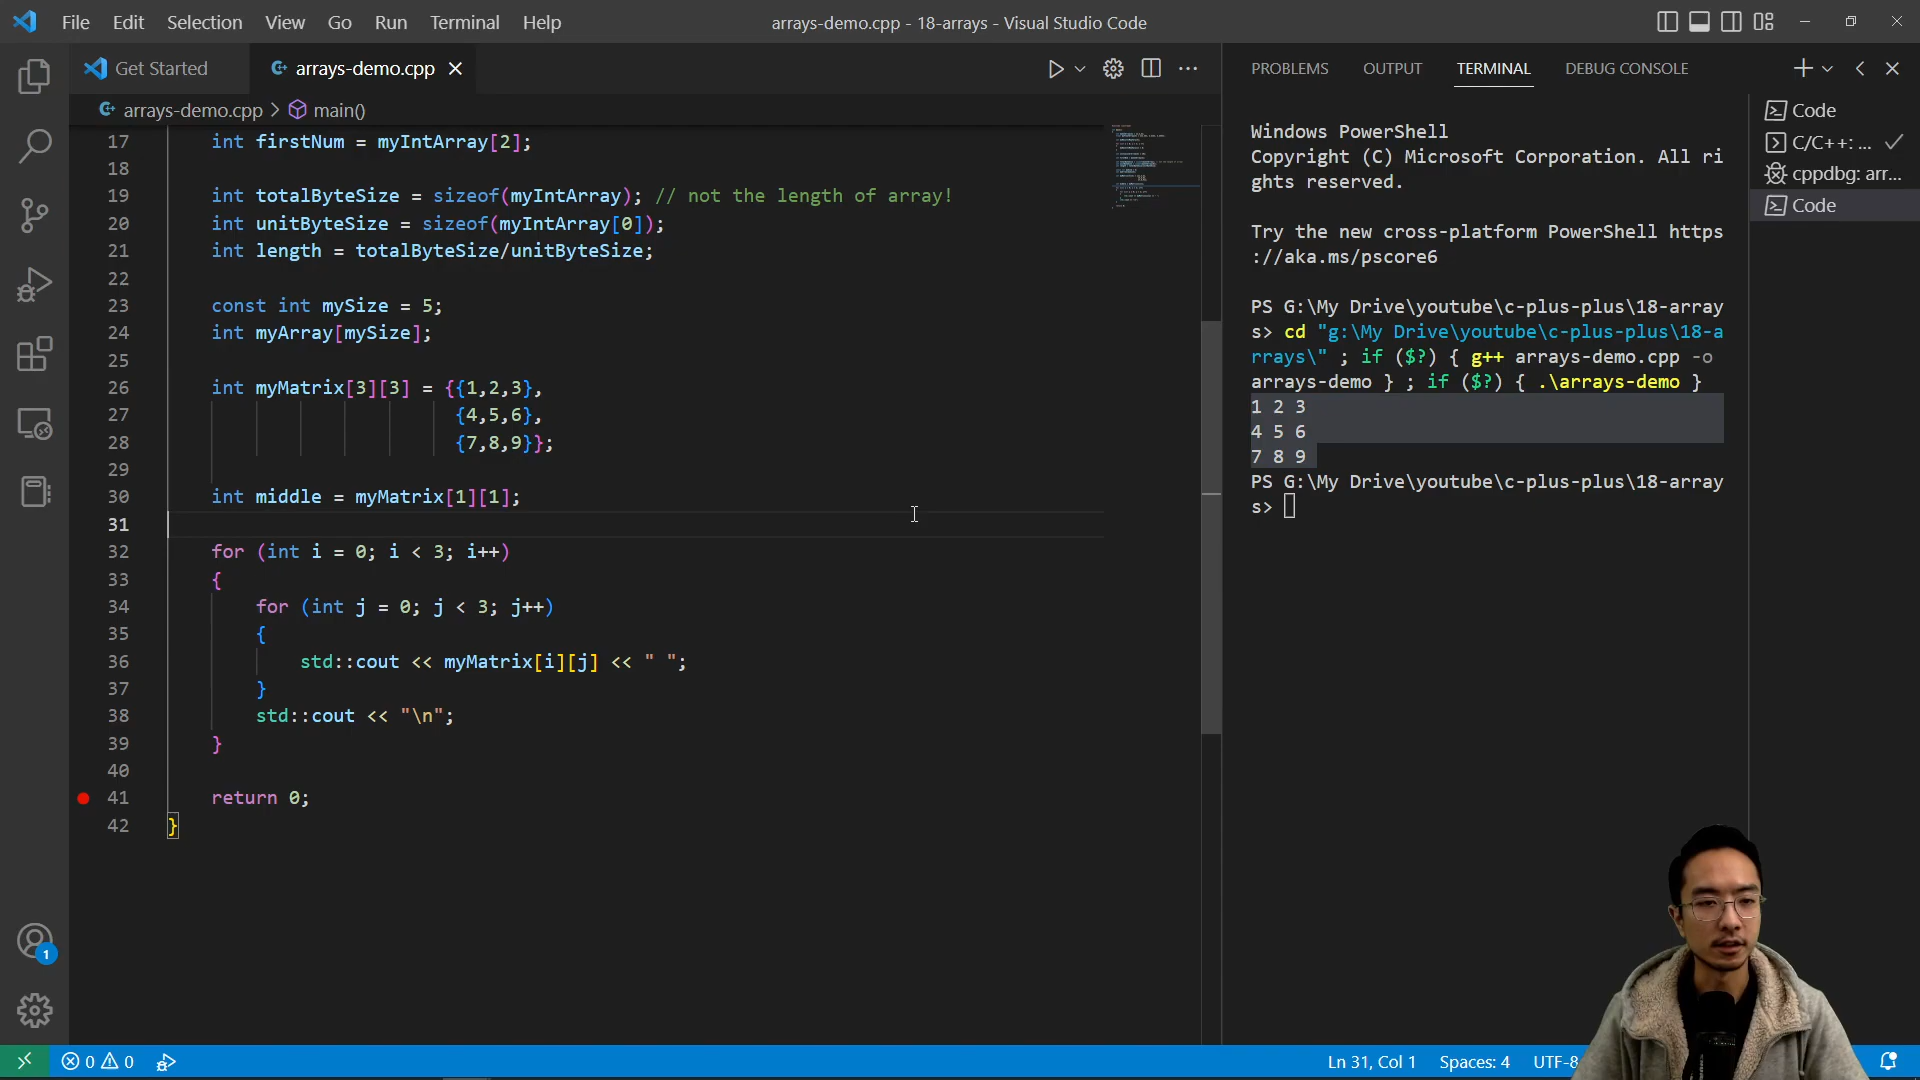 File Edit Selection View Go Run Terminal Help
arrays-demo.cpp - 18-arrays - Visual Studio Code
Get Started
arrays-demo.cpp
arrays-demo.cpp > main()
17 int firstNum = myIntArray[2];
18
19 int totalByteSize = sizeof(myIntArray); // not the length of array!
20 int unitByteSize = sizeof(myIntArray[0]);
21 int length = totalByteSize/unitByteSize;
22
23 const int mySize = 5;
24 int myArray[mySize];
25
26 int myMatrix[3][3] = {{1,2,3},
27 {4,5,6},
28 {7,8,9}};
29
30 int middle = myMatrix[1][1];
31
32 for (int i = 0; i < 3; i++)
33 {
34 for (int j = 0; j < 3; j++)
35 {
36 std::cout << myMatrix[i][j] << " ";
37 }
38 std::cout << "\n";
39 }
40
41 return 0;
42 }
PROBLEMS OUTPUT TERMINAL DEBUG CONSOLE
Windows PowerShell
Copyright (C) Microsoft Corporation. All ri
ghts reserved.
Try the new cross-platform PowerShell https
://aka.ms/pscore6
PS G:\My Drive\youtube\c-plus-plus\18-array
s> cd "g:\My Drive\youtube\c-plus-plus\18-a
rrays\" ; if ($?) { g++ arrays-demo.cpp -o
arrays-demo } ; if ($?) { .\arrays-demo }
1 2 3
4 5 6
7 8 9
PS G:\My Drive\youtube\c-plus-plus\18-array
s>
Code
C/C++: ...
cppdbg: arr...
Code
1
0 0
Ln 31, Col 1
Spaces: 4
UTF-8